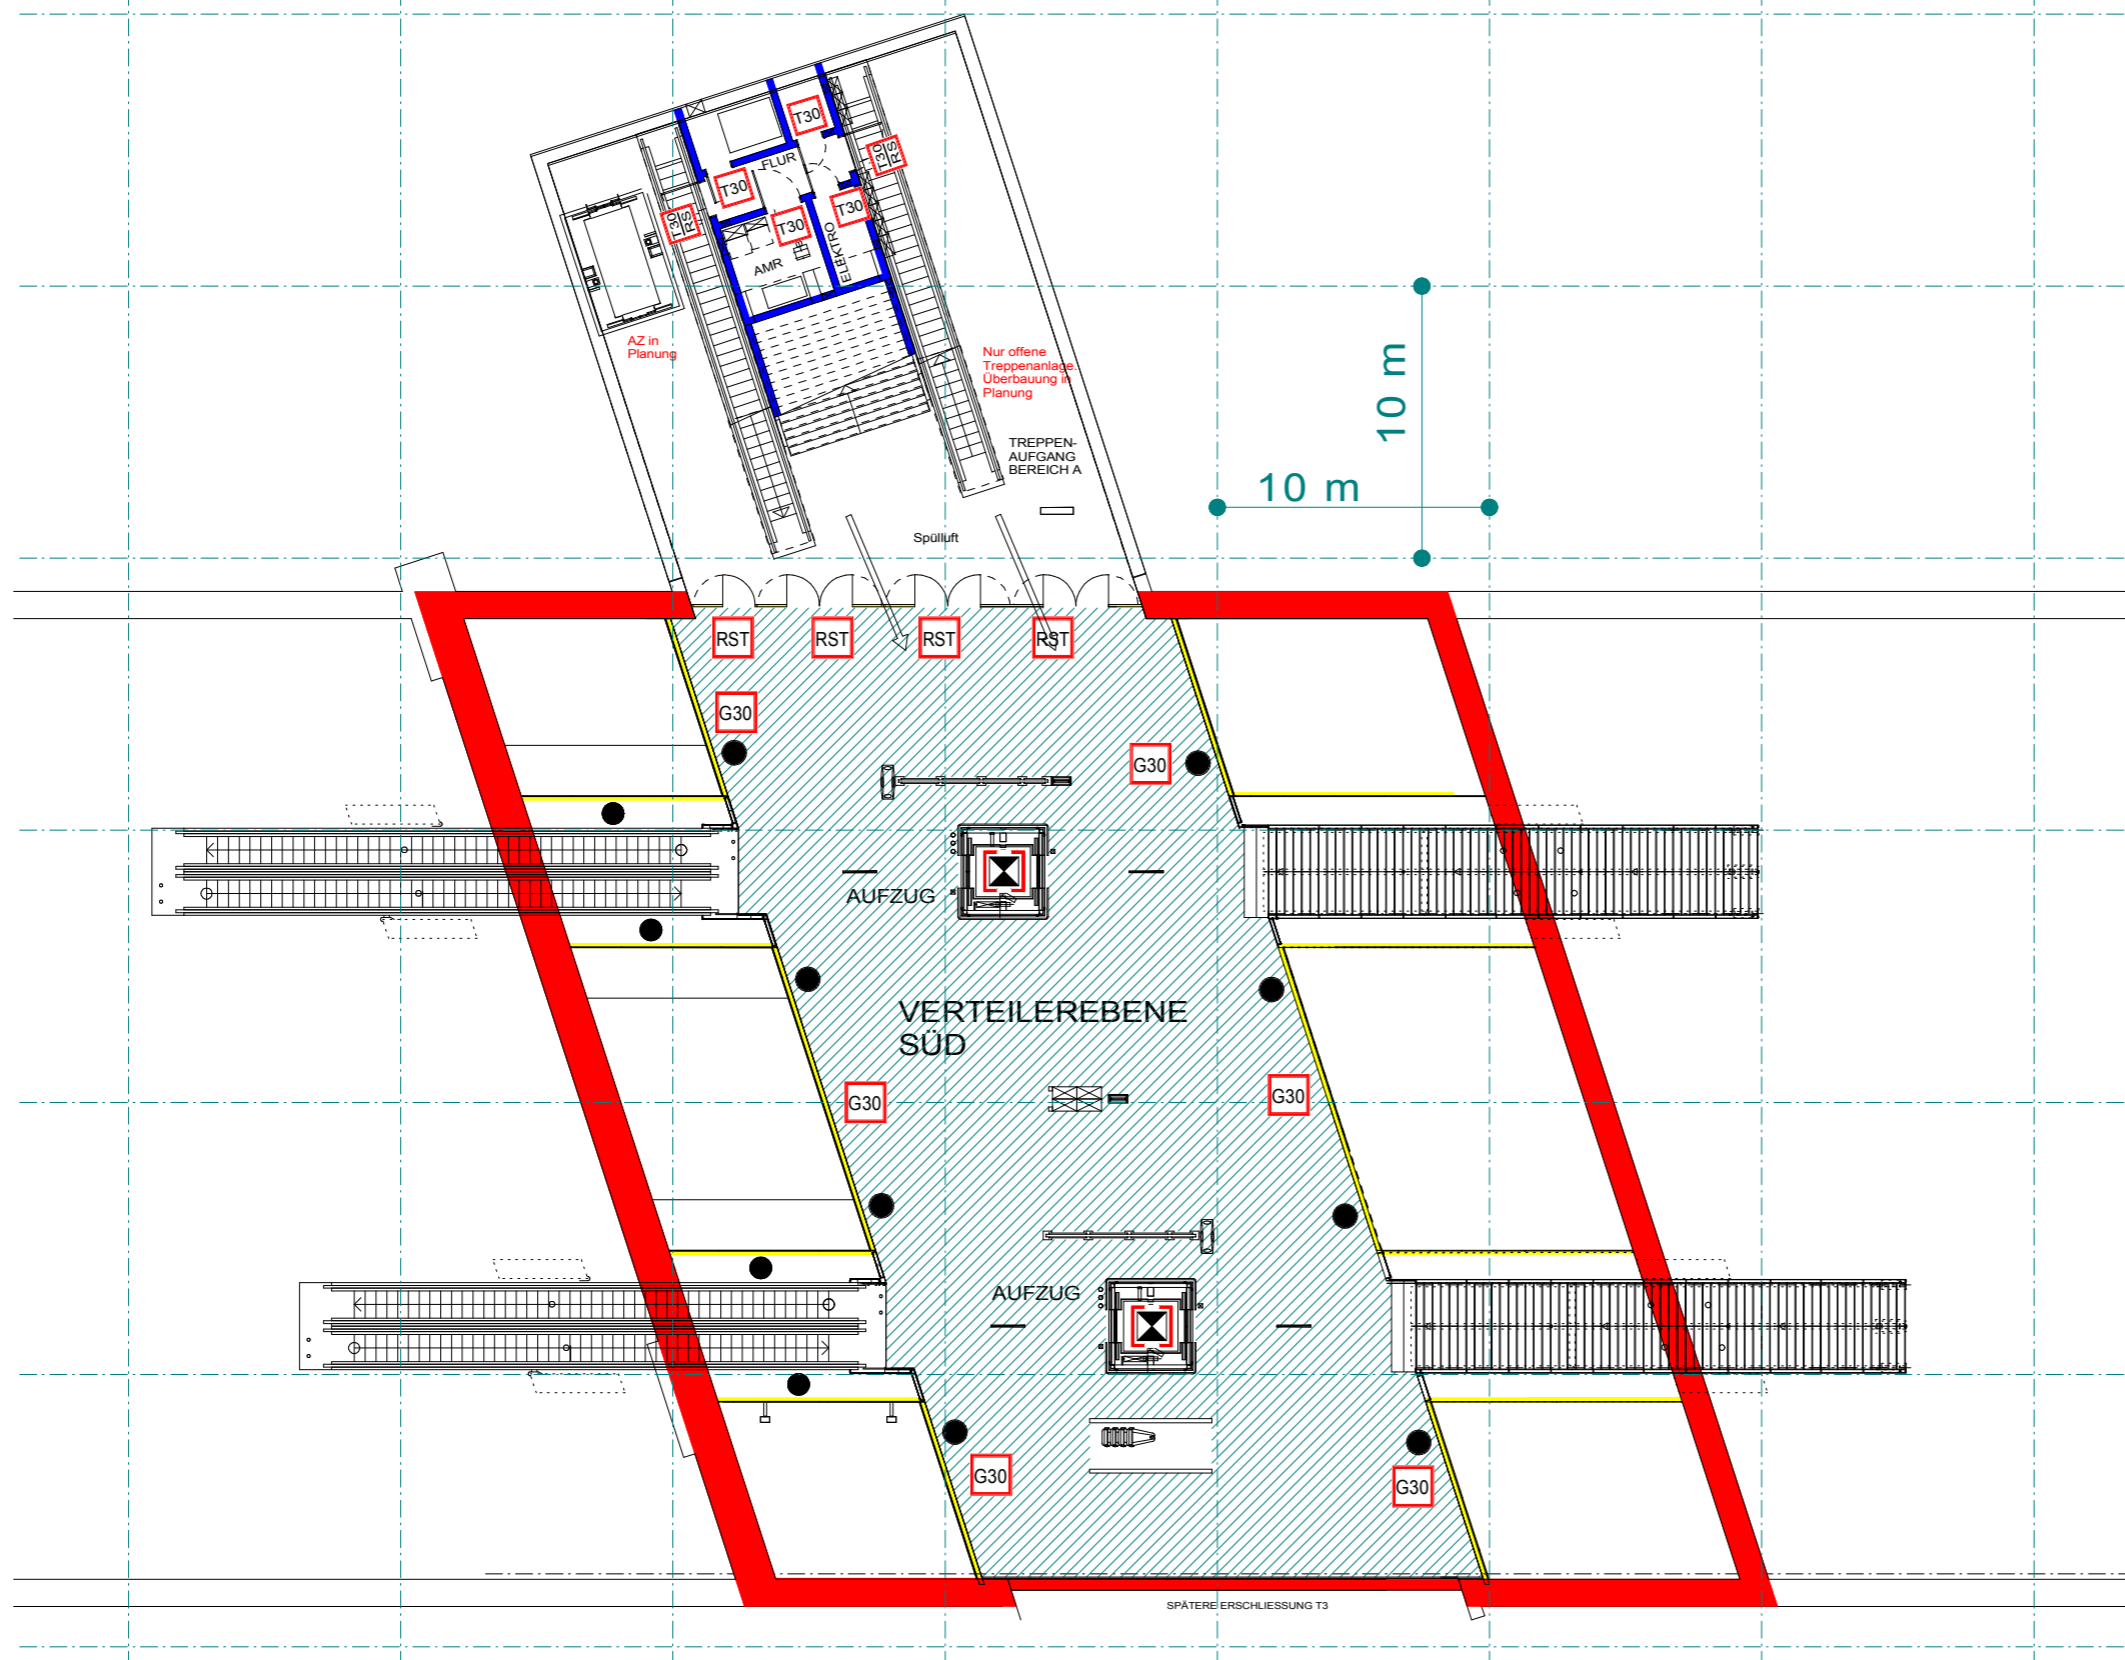 T30
T30
RS
FLUR
T30
T30
T30
T30
RS
ELEKTRO
AMR
AZ in
Planung
Nur offene
Treppenanlage.
Überbauung in
Planung
10 m
TREPPEN-
AUFGANG
BEREICH A
10 m
Spülluft
RST
RST
RST
RST
G30
G30
AUFZUG
VERTEILEREBENE
SÜD
G30
G30
AUFZUG
G30
G30
SPÄTERE ERSCHLIESSUNG T3